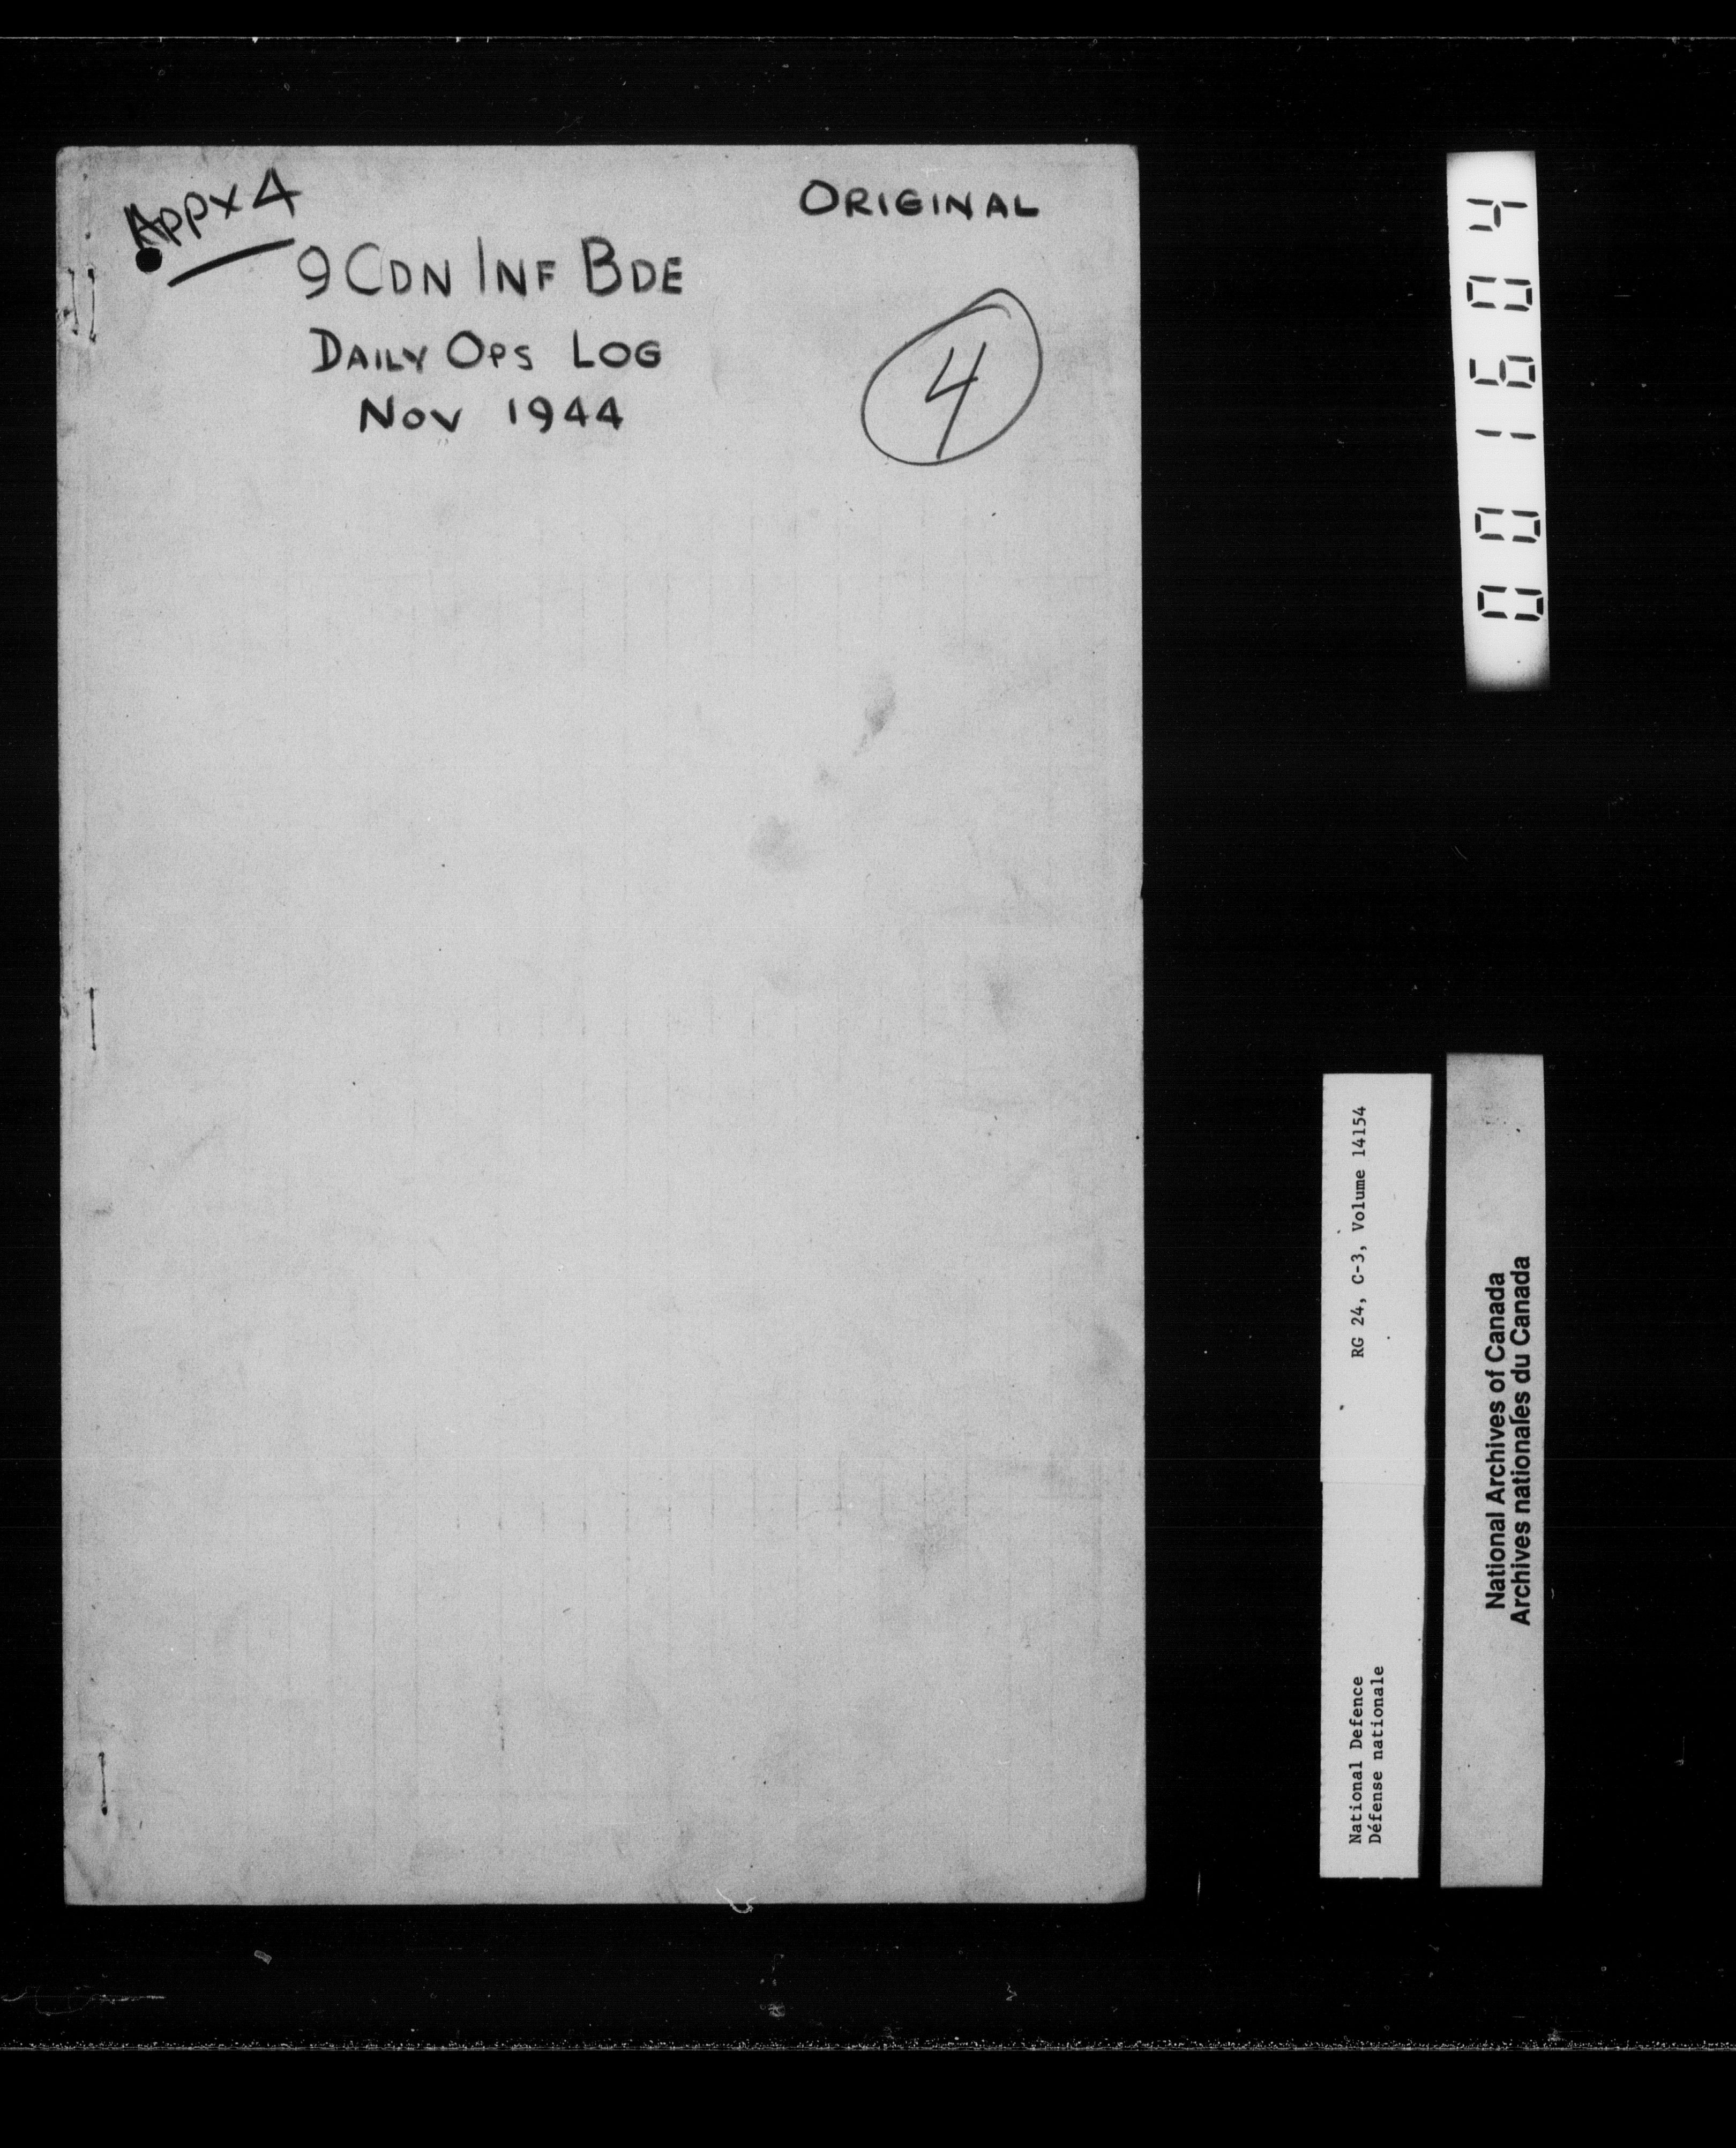 Appx 4
ORIGINAL
9 CDN INF BDE
DAILY OPS LOG
NOV 1944
4
001604
RG 24, C-3, Volume 14154
National Defence
Défense nationale
National Archives of Canada
Archives nationales du Canada